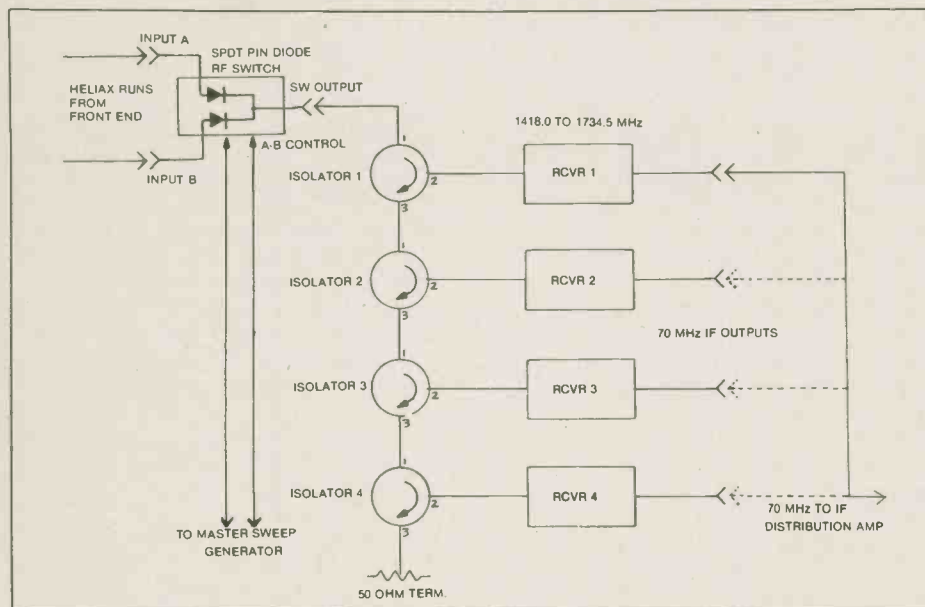 INPUT A
SPDT PIN DIODE
RF SWITCH
HELIAX RUNS
FROM
FRONT END
SW OUTPUT
A-B CONTROL
INPUT B
1418.0 TO 1734.5 MHz
ISOLATOR 1
1
2
3
RCVR 1
ISOLATOR 2
1
2
3
RCVR 2
70 MHz IF OUTPUTS
ISOLATOR 3
1
2
3
RCVR 3
ISOLATOR 4
1
2
3
RCVR 4
70 MHz TO IF
DISTRIBUTION AMP
TO MASTER SWEEP
GENERATOR
50 OHM TERM.